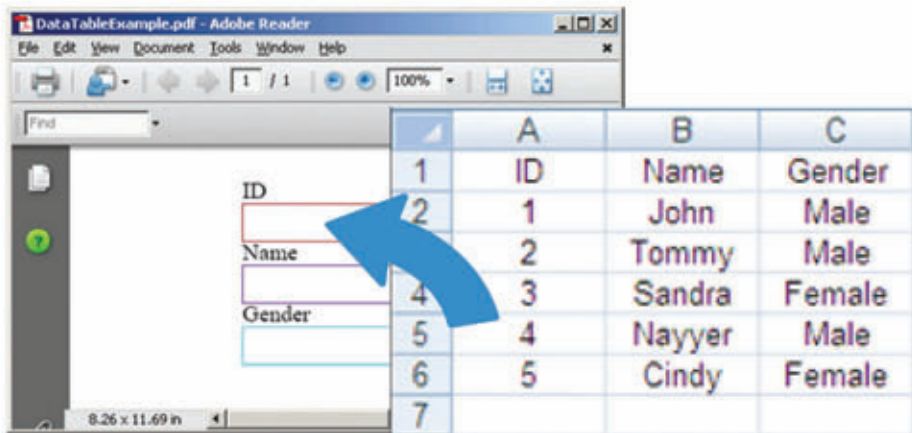 DataTableExample.pdf - Adobe Reader
File Edit View Document Tools Window Help
1 / 1 100%
Find
ID
Name
Gender
8.26 x 11.69 in
A B C
1 ID Name Gender
2 1 John Male
2 Tommy Male
4 3 Sandra Female
5 4 Nayyer Male
6 5 Cindy Female
7